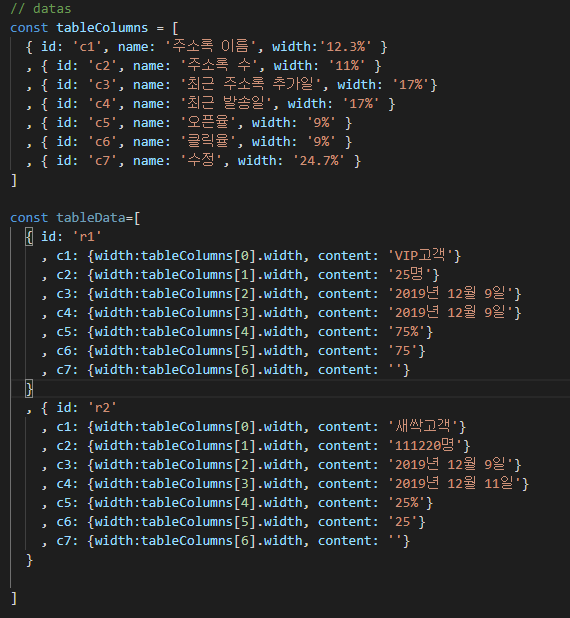 // datas
const tableColumns = [
  { id: 'c1', name: '주소록 이름', width:'12.3%' }
  , { id: 'c2', name: '주소록 수', width: '11%' }
  , { id: 'c3', name: '최근 주소록 추가일', width: '17%'}
  , { id: 'c4', name: '최근 발송일', width: '17%' }
  , { id: 'c5', name: '오픈율', width: '9%' }
  , { id: 'c6', name: '클릭율', width: '9%' }
  , { id: 'c7', name: '수정', width: '24.7%' }
]
const tableData=[
  { id: 'r1'
    , c1: {width:tableColumns[0].width, content: 'VIP고객'}
    , c2: {width:tableColumns[1].width, content: '25명'}
    , c3: {width:tableColumns[2].width, content: '2019년 12월 9일'}
    , c4: {width:tableColumns[3].width, content: '2019년 12월 9일'}
    , c5: {width:tableColumns[4].width, content: '75%'}
    , c6: {width:tableColumns[5].width, content: '75'}
    , c7: {width:tableColumns[6].width, content: ''}
  }
  , { id: 'r2'
    , c1: {width:tableColumns[0].width, content: '새싹고객'}
    , c2: {width:tableColumns[1].width, content: '111220명'}
    , c3: {width:tableColumns[2].width, content: '2019년 12월 9일'}
    , c4: {width:tableColumns[3].width, content: '2019년 12월 11일'}
    , c5: {width:tableColumns[4].width, content: '25%'}
    , c6: {width:tableColumns[5].width, content: '25'}
    , c7: {width:tableColumns[6].width, content: ''}
  }
]